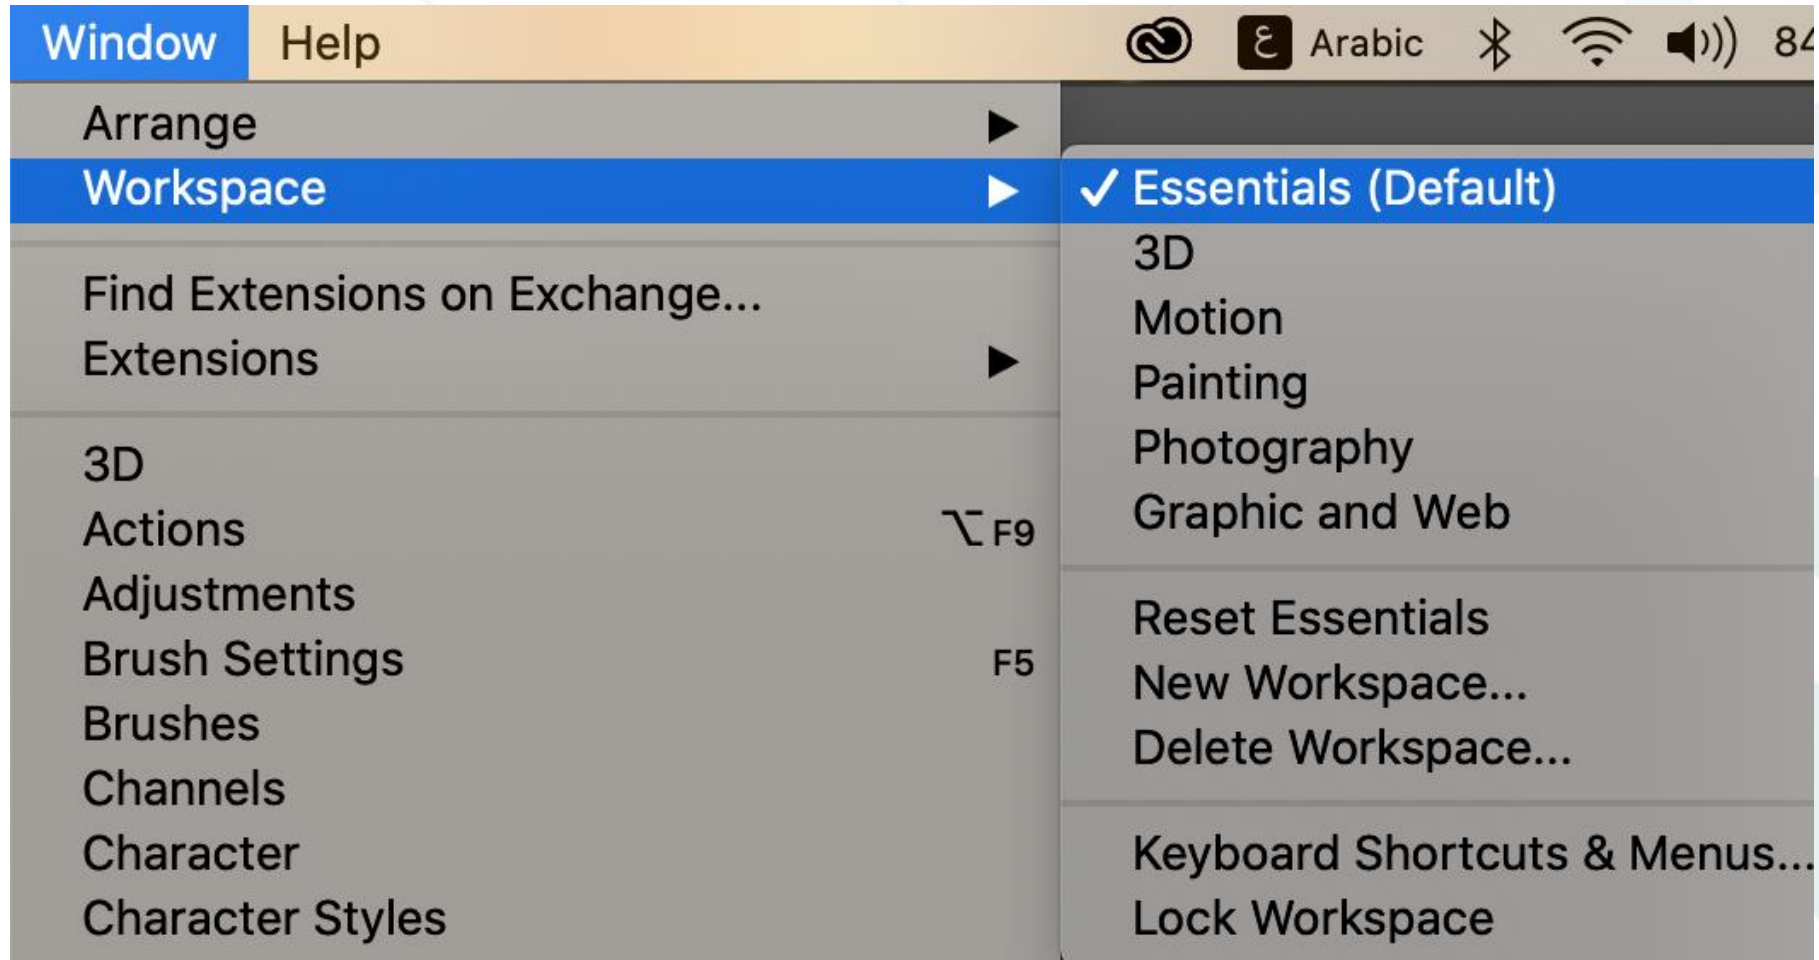 Window Help ع Arabic 84
Arrange
Workspace
Find Extensions on Exchange...
Extensions
3D
Actions ⌥ F9
Adjustments
Brush Settings F5
Brushes
Channels
Character
Character Styles
✓ Essentials (Default)
3D
Motion
Painting
Photography
Graphic and Web
Reset Essentials
New Workspace...
Delete Workspace...
Keyboard Shortcuts & Menus...
Lock Workspace